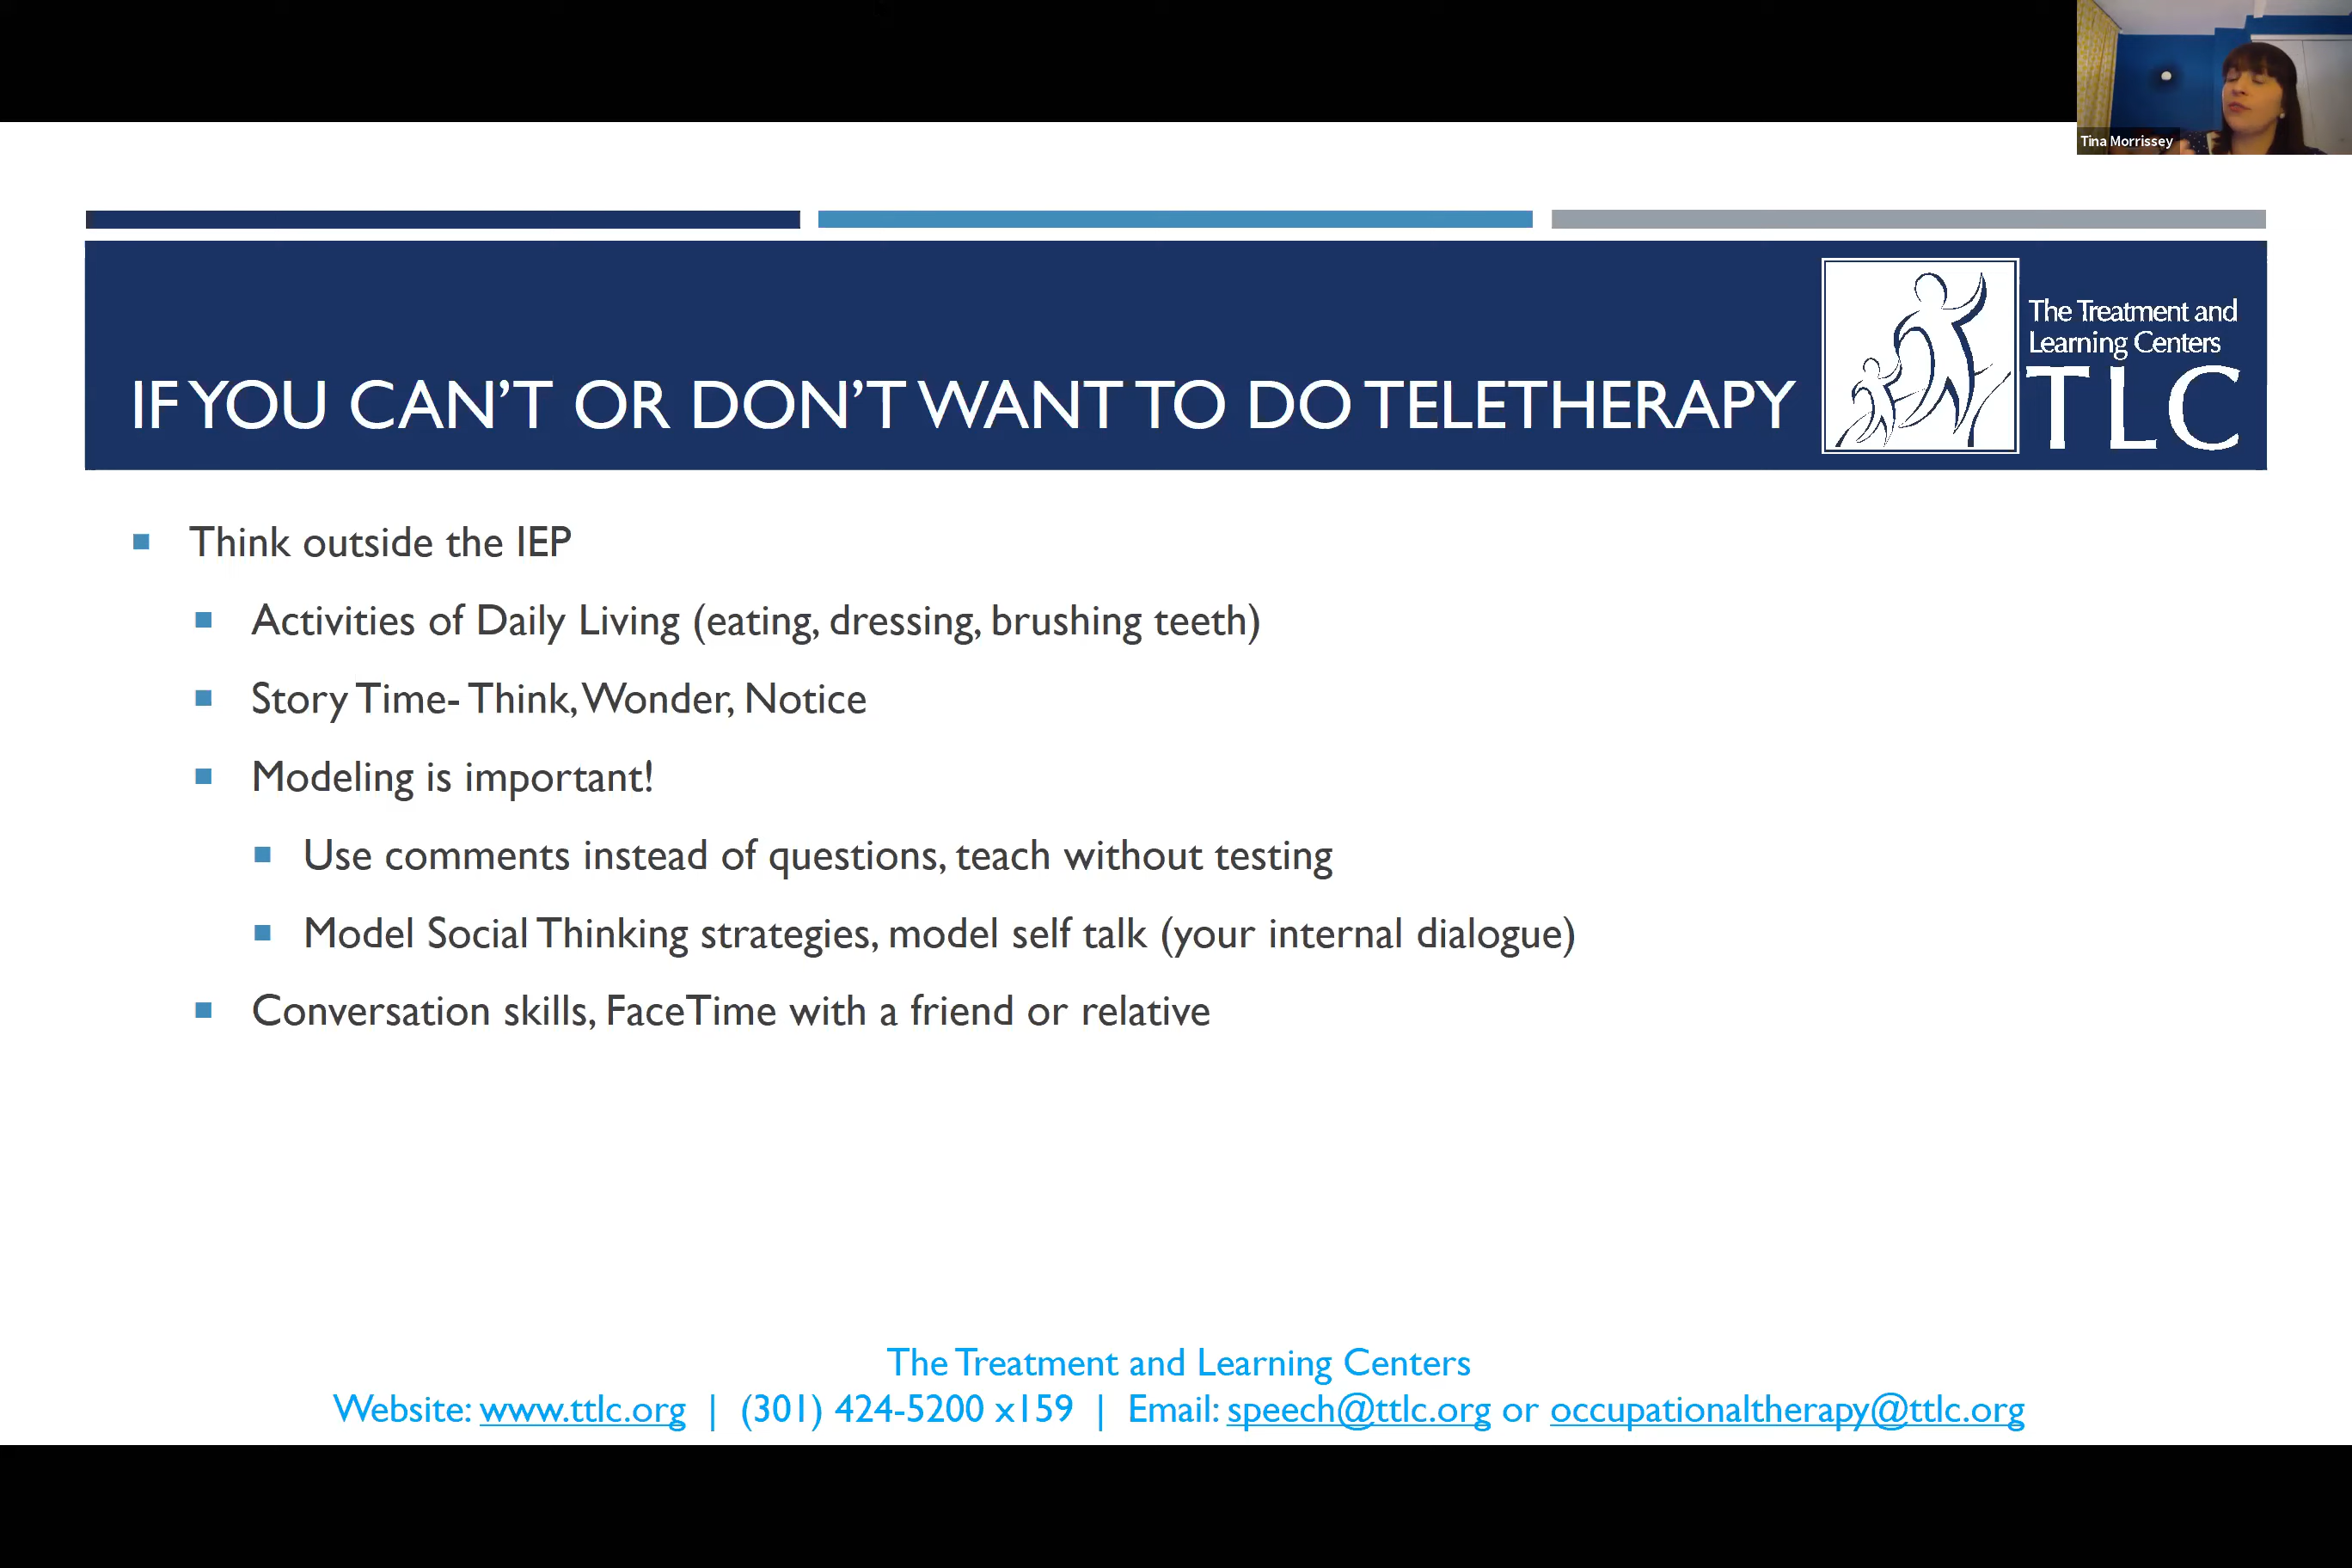 Tina Morrissey
IF YOU CAN'T OR DON'T WANT TO DO TELETHERAPY
The Treatment and
Learning Centers
TLC
Think outside the IEP
Activities of Daily Living (eating, dressing, brushing teeth)
Story Time- Think, Wonder, Notice
Modeling is important!
Use comments instead of questions, teach without testing
Model Social Thinking strategies, model self talk (your internal dialogue)
Conversation skills, FaceTime with a friend or relative
The Treatment and Learning Centers
Website: www.ttlc.org | (301) 424-5200 x159 | Email: speech@ttlc.org or occupationaltherapy@ttlc.org